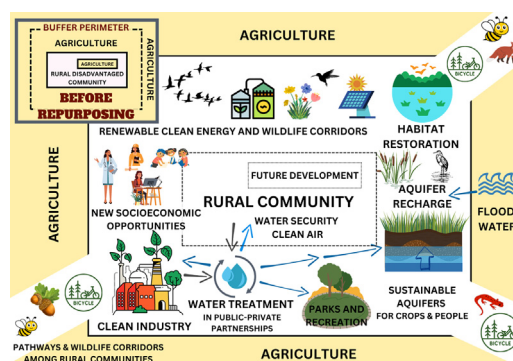 BUFFER PERIMETER
AGRICULTURE
AGRICULTURE
AGRICULTURE
RURAL DISADVANTAGED
COMMUNITY
BEFORE
REPURPOSING
AGRICULTURE
BICYCLE
RENEWABLE CLEAN ENERGY AND WILDLIFE CORRIDORS
HABITAT
RESTORATION
AGRICULTURE
FUTURE DEVELOPMENT
RURAL COMMUNITY
WATER SECURITY
CLEAN AIR
NEW SOCIOECONOMIC
OPPORTUNITIES
AQUIFER
RECHARGE
FLOOD
WATER
BICYCLE
CLEAN INDUSTRY
WATER TREATMENT
IN PUBLIC-PRIVATE
PARTNERSHIPS
PARKS AND
RECREATION
SUSTAINABLE
AQUIFERS
FOR CROPS & PEOPLE
BICYCLE
PATHWAYS & WILDLIFE CORRIDORS
AMONG RURAL COMMUNITIES
AGRICULTURE